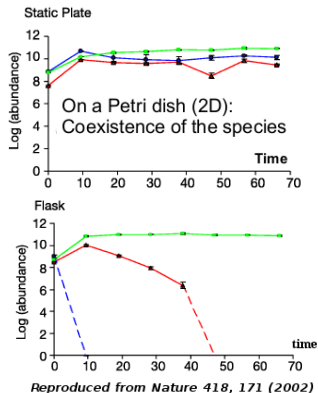 Static Plate
Log (abundance)
12
10
8
6
4
2
0
On a Petri dish (2D):
Coexistence of the species
Time
0 10 20 30 40 50 60 70
Flask
Log (abundance)
12
10
8
6
4
2
0
time
0 10 20 30 40 50 60 70
Reproduced from Nature 418, 171 (2002)